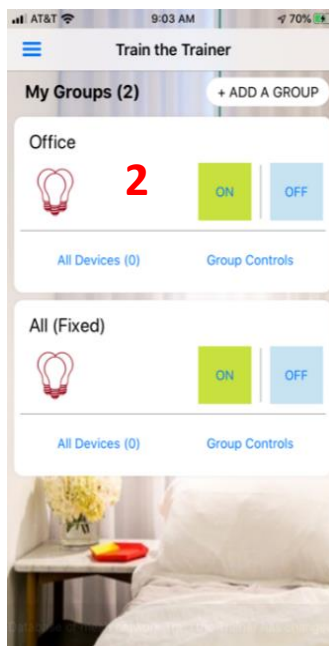 AT&T 9:03 AM 70%
Train the Trainer
My Groups (2) + ADD A GROUP
Office
2
ON OFF
All Devices (0) Group Controls
All (Fixed)
ON OFF
All Devices (0) Group Controls